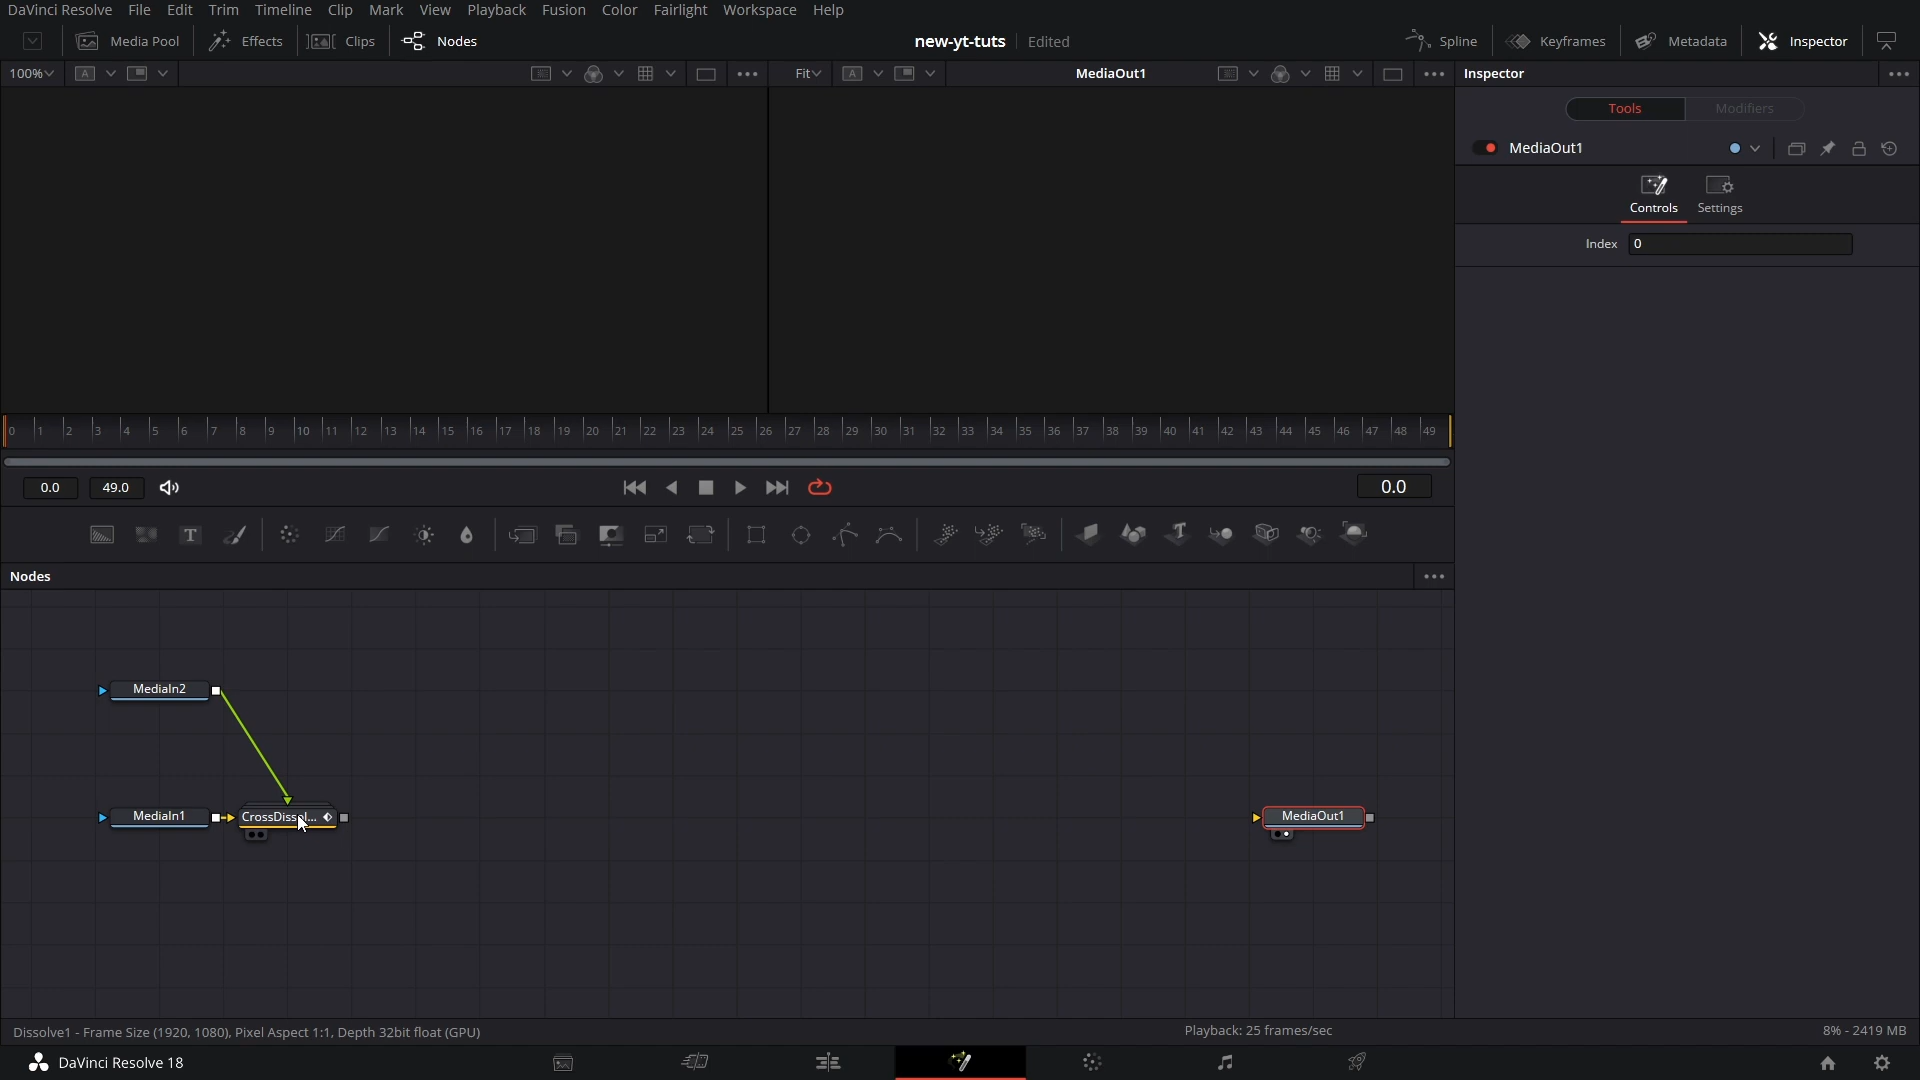 DaVinci Resolve File Edit Trim Timeline Clip Mark View Playback Fusion Color Fairlight Workspace Help
Media Pool Effects Clips Nodes new-yt-tuts Edited Spline Keyframes Metadata Inspector
100% A Fit A MediaOut1 Inspector
Tools Modifiers
MediaOut1
Controls Settings
Index 0
0 1 2 3 4 5 6 7 8 9 10 11 12 13 14 15 16 17 18 19 20 21 22 23 24 25 26 27 28 29 30 31 32 33 34 35 36 37 38 39 40 41 42 43 44 45 46 47 48 49
0.0 49.0 0.0
T T
Nodes
MediaIn2
MediaIn1 CrossDissol... MediaOut1
Dissolve1 - Frame Size (1920, 1080), Pixel Aspect 1:1, Depth 32bit float (GPU) Playback: 25 frames/sec 8% - 2419 MB
DaVinci Resolve 18